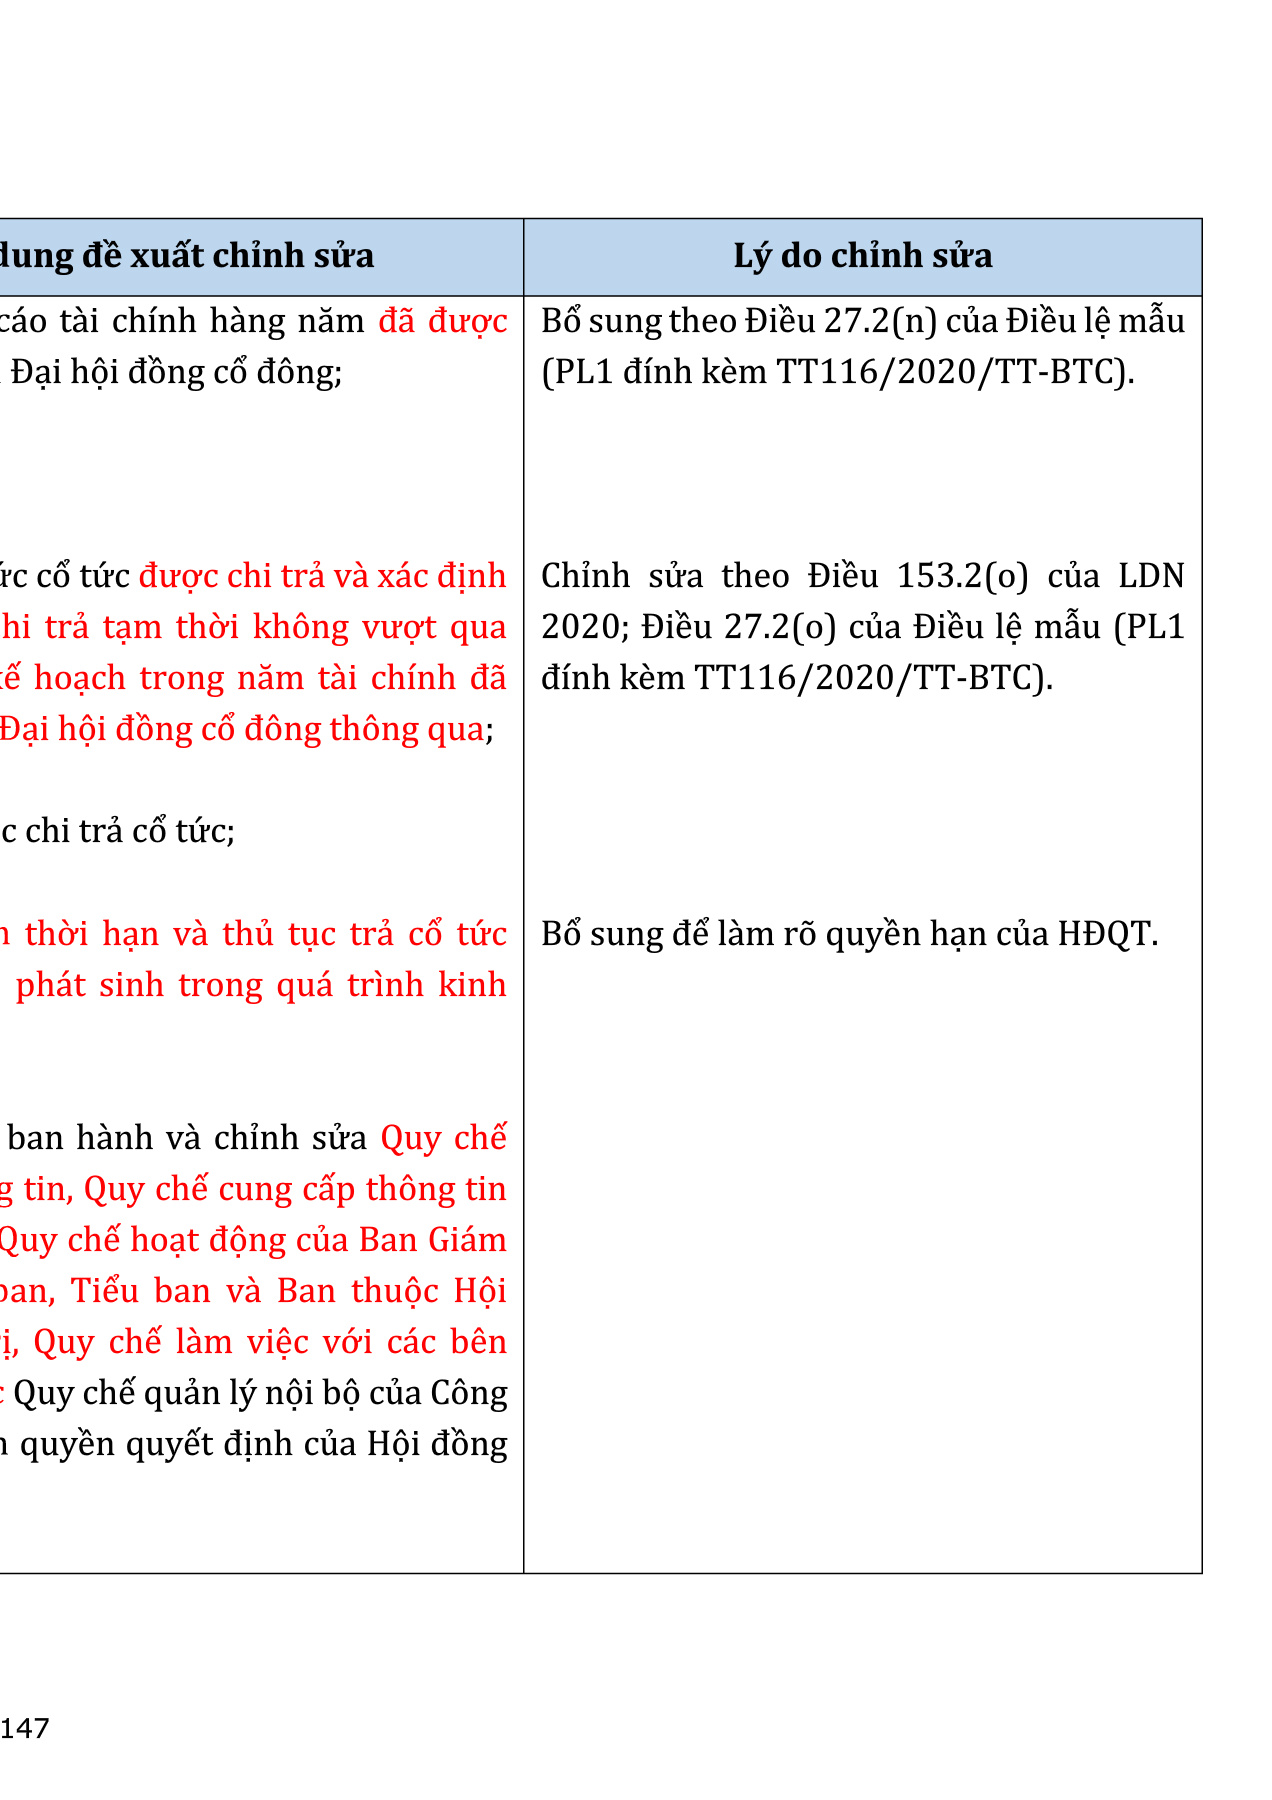 dung đề xuất chỉnh sửa
Lý do chỉnh sửa
cáo tài chính hàng năm đã được
Đại hội đồng cổ đông;
cổ tức được chi trả và xác định
trả tạm thời không vượt qua
hoạch trong năm tài chính đã
Đại hội đồng cổ đông thông qua;
chi trả cổ tức;
thời hạn và thủ tục trả cổ tức
phát sinh trong quá trình kinh
ban hành và chỉnh sửa Quy chế
tin, Quy chế cung cấp thông tin
Quy chế hoạt động của Ban Giám
ban, Tiểu ban và Ban thuộc Hội
Quy chế làm việc với các bên
Quy chế quản lý nội bộ của Công
quyền quyết định của Hội đồng
Bổ sung theo Điều 27.2(n) của Điều lệ mẫu
(PL1 đính kèm TT116/2020/TT-BTC).
Chỉnh sửa theo Điều 153.2(o) của LDN
2020; Điều 27.2(o) của Điều lệ mẫu (PL1
đính kèm TT116/2020/TT-BTC).
Bổ sung để làm rõ quyền hạn của HĐQT.
147